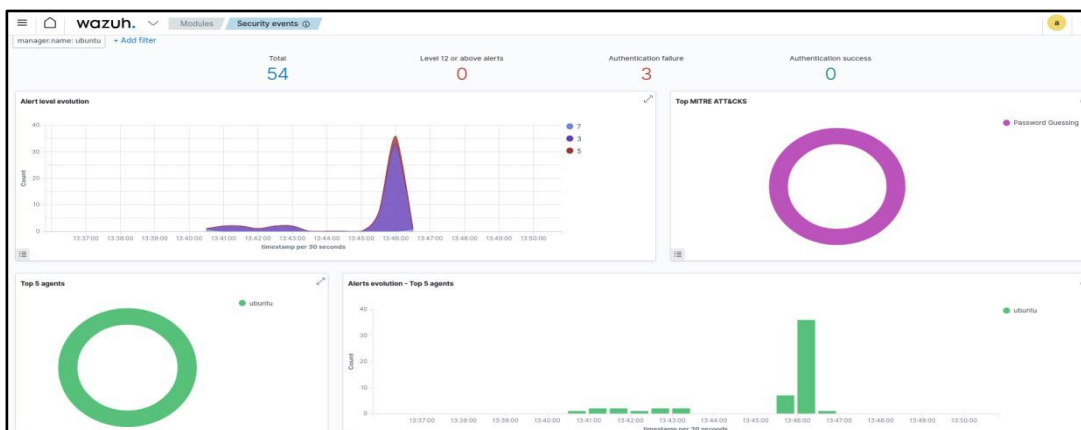 wazuh. Modules Security events a
manager.name: ubuntu + Add filter
Total
54
Level 12 or above alerts
0
Authentication failure
3
Authentication success
0
Alert level evolution
40
30
20
10
0
Count
13:37:00 13:38:00 13:39:00 13:40:00 13:41:00 13:42:00 13:43:00 13:44:00 13:45:00 13:46:00 13:47:00 13:48:00 13:49:00 13:50:00
timestamp per 30 seconds
7
3
5
Top MITRE ATT&CKS
Password Guessing
Top 5 agents
ubuntu
Alerts evolution - Top 5 agents
40
30
20
10
0
Count
13:37:00 13:38:00 13:39:00 13:40:00 13:41:00 13:42:00 13:43:00 13:44:00 13:45:00 13:46:00 13:47:00 13:48:00 13:49:00 13:50:00
timestamp per 30 seconds
ubuntu